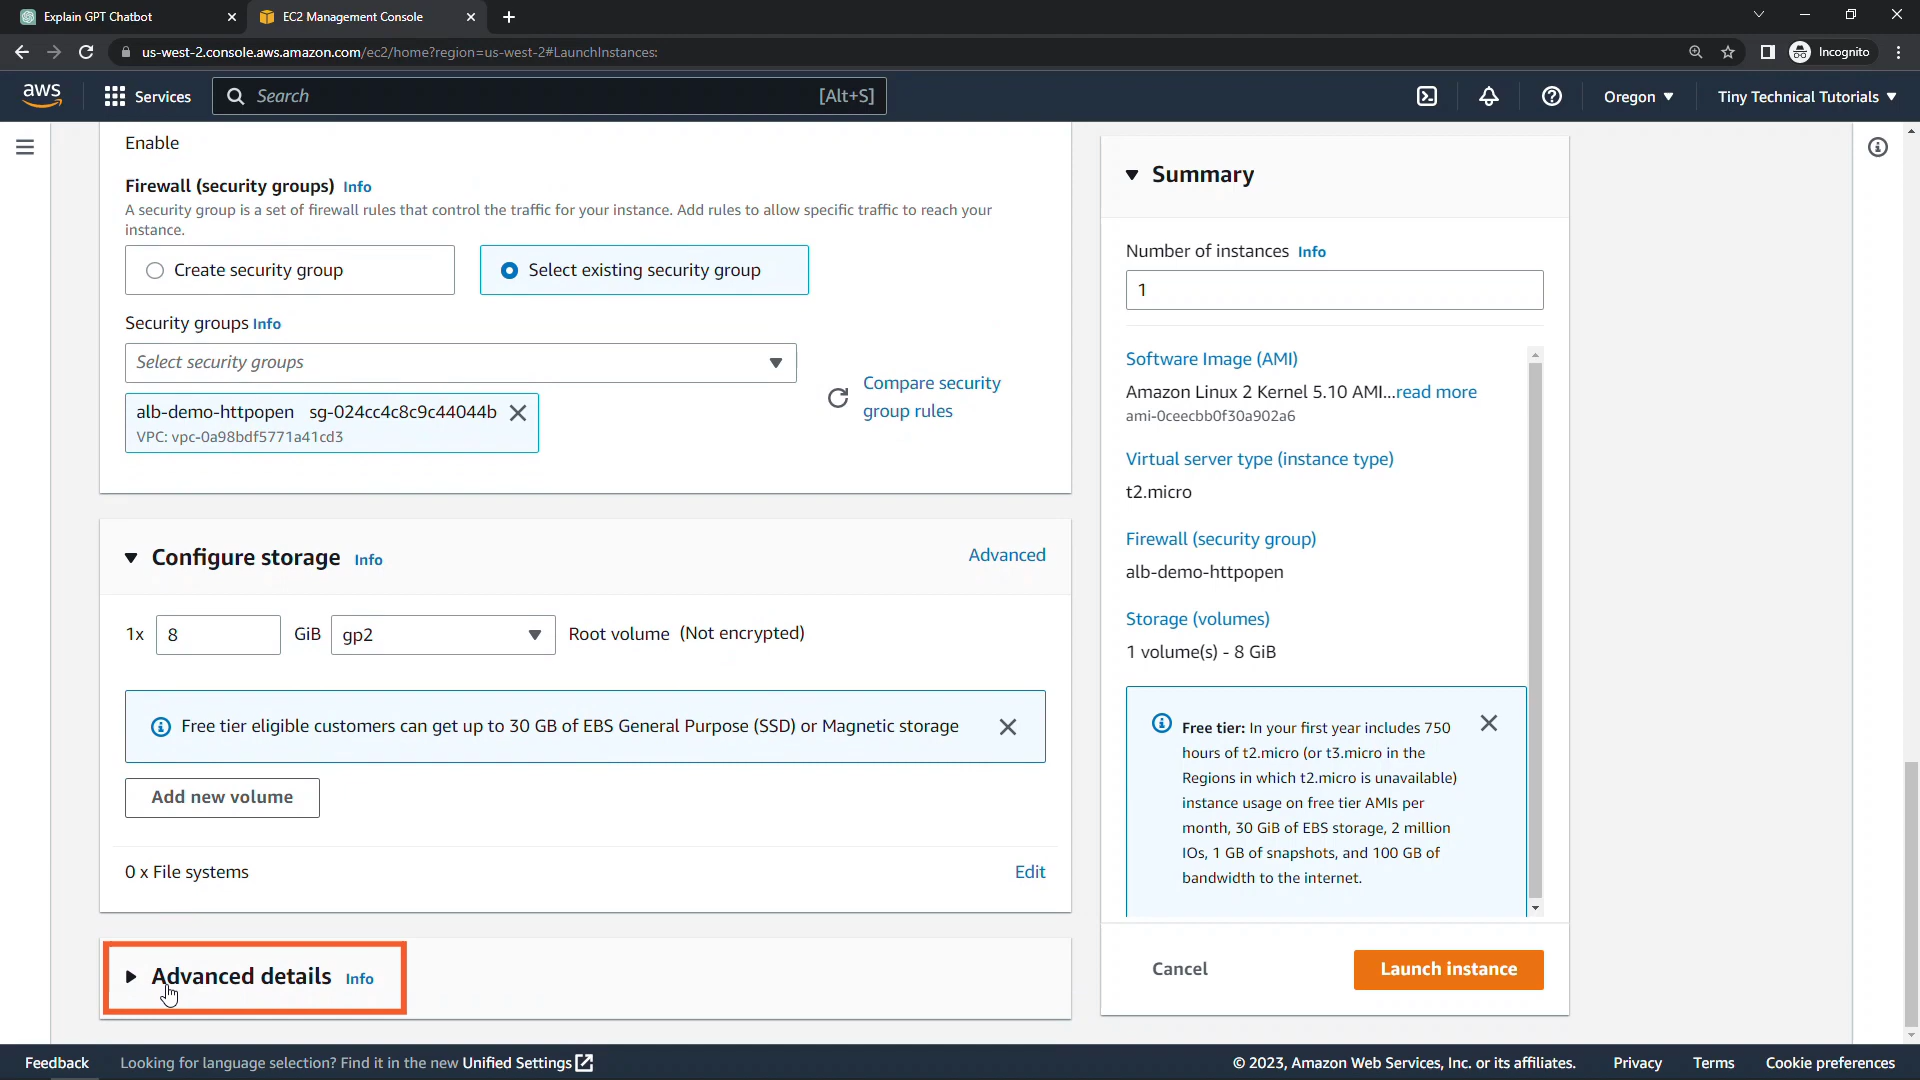 Explain GPT Chatbot
EC2 Management Console
us-west-2.console.aws.amazon.com/ec2/home?region=us-west-2#LaunchInstances:
Incognito
aws
Services
Search
[Alt+S]
Oregon
Tiny Technical Tutorials
Enable
Firewall (security groups) Info
A security group is a set of firewall rules that control the traffic for your instance. Add rules to allow specific traffic to reach your
instance.
Create security group
Select existing security group
Security groups Info
Select security groups
Compare security
group rules
alb-demo-httpopen sg-024cc4c8c9c44044b
VPC: vpc-0a98bdf5771a41cd3
Configure storage Info
Advanced
1x 8 GiB gp2 Root volume (Not encrypted)
Free tier eligible customers can get up to 30 GB of EBS General Purpose (SSD) or Magnetic storage
Add new volume
0 x File systems
Edit
Advanced details Info
Summary
Number of instances Info
1
Software Image (AMI)
Amazon Linux 2 Kernel 5.10 AMI...read more
ami-0ceecbb0f30a902a6
Virtual server type (instance type)
t2.micro
Firewall (security group)
alb-demo-httpopen
Storage (volumes)
1 volume(s) - 8 GiB
Free tier: In your first year includes 750
hours of t2.micro (or t3.micro in the
Regions in which t2.micro is unavailable)
instance usage on free tier AMIs per
month, 30 GiB of EBS storage, 2 million
IOs, 1 GB of snapshots, and 100 GB of
bandwidth to the internet.
Cancel
Launch instance
Feedback
Looking for language selection? Find it in the new Unified Settings
© 2023, Amazon Web Services, Inc. or its affiliates.
Privacy
Terms
Cookie preferences